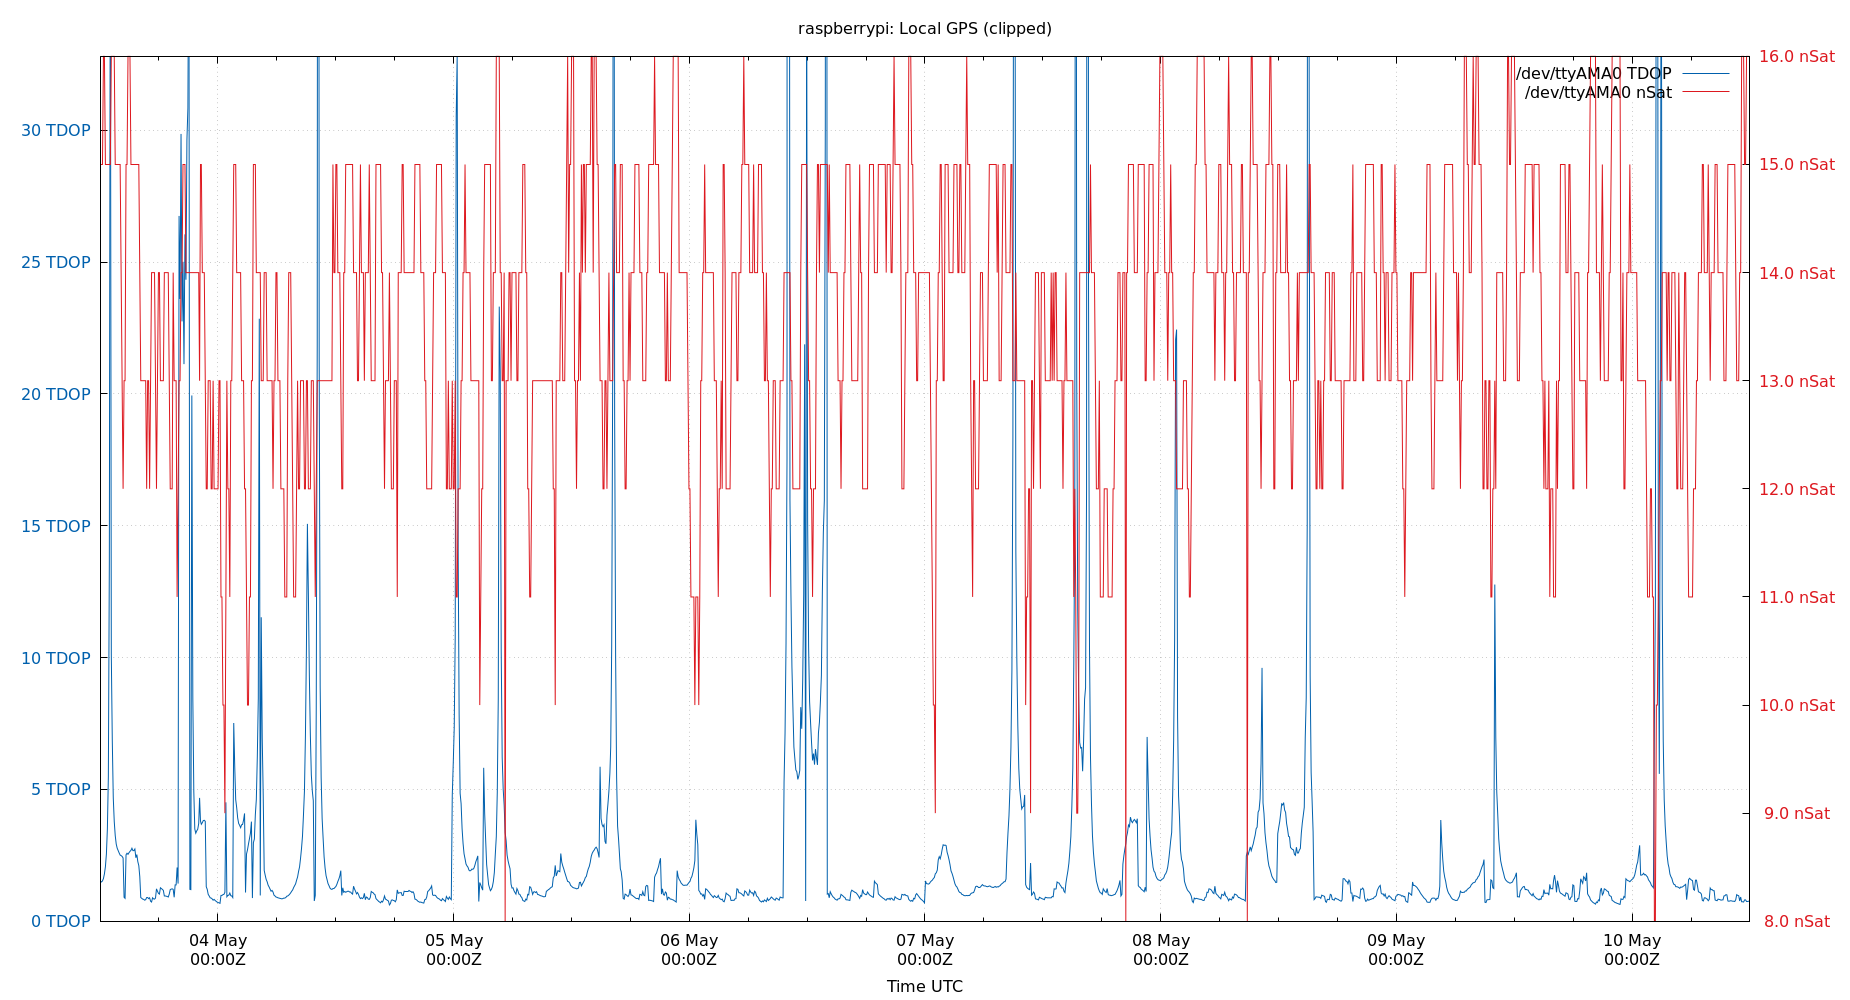 raspberrypi: Local GPS (clipped)
/dev/ttyAMA0 TDOP
/dev/ttyAMA0 nSat
30 TDOP
25 TDOP
20 TDOP
15 TDOP
10 TDOP
5 TDOP
0 TDOP
16.0 nSat
15.0 nSat
14.0 nSat
13.0 nSat
12.0 nSat
11.0 nSat
10.0 nSat
9.0 nSat
8.0 nSat
04 May
00:00Z
05 May
00:00Z
06 May
00:00Z
07 May
00:00Z
08 May
00:00Z
09 May
00:00Z
10 May
00:00Z
Time UTC